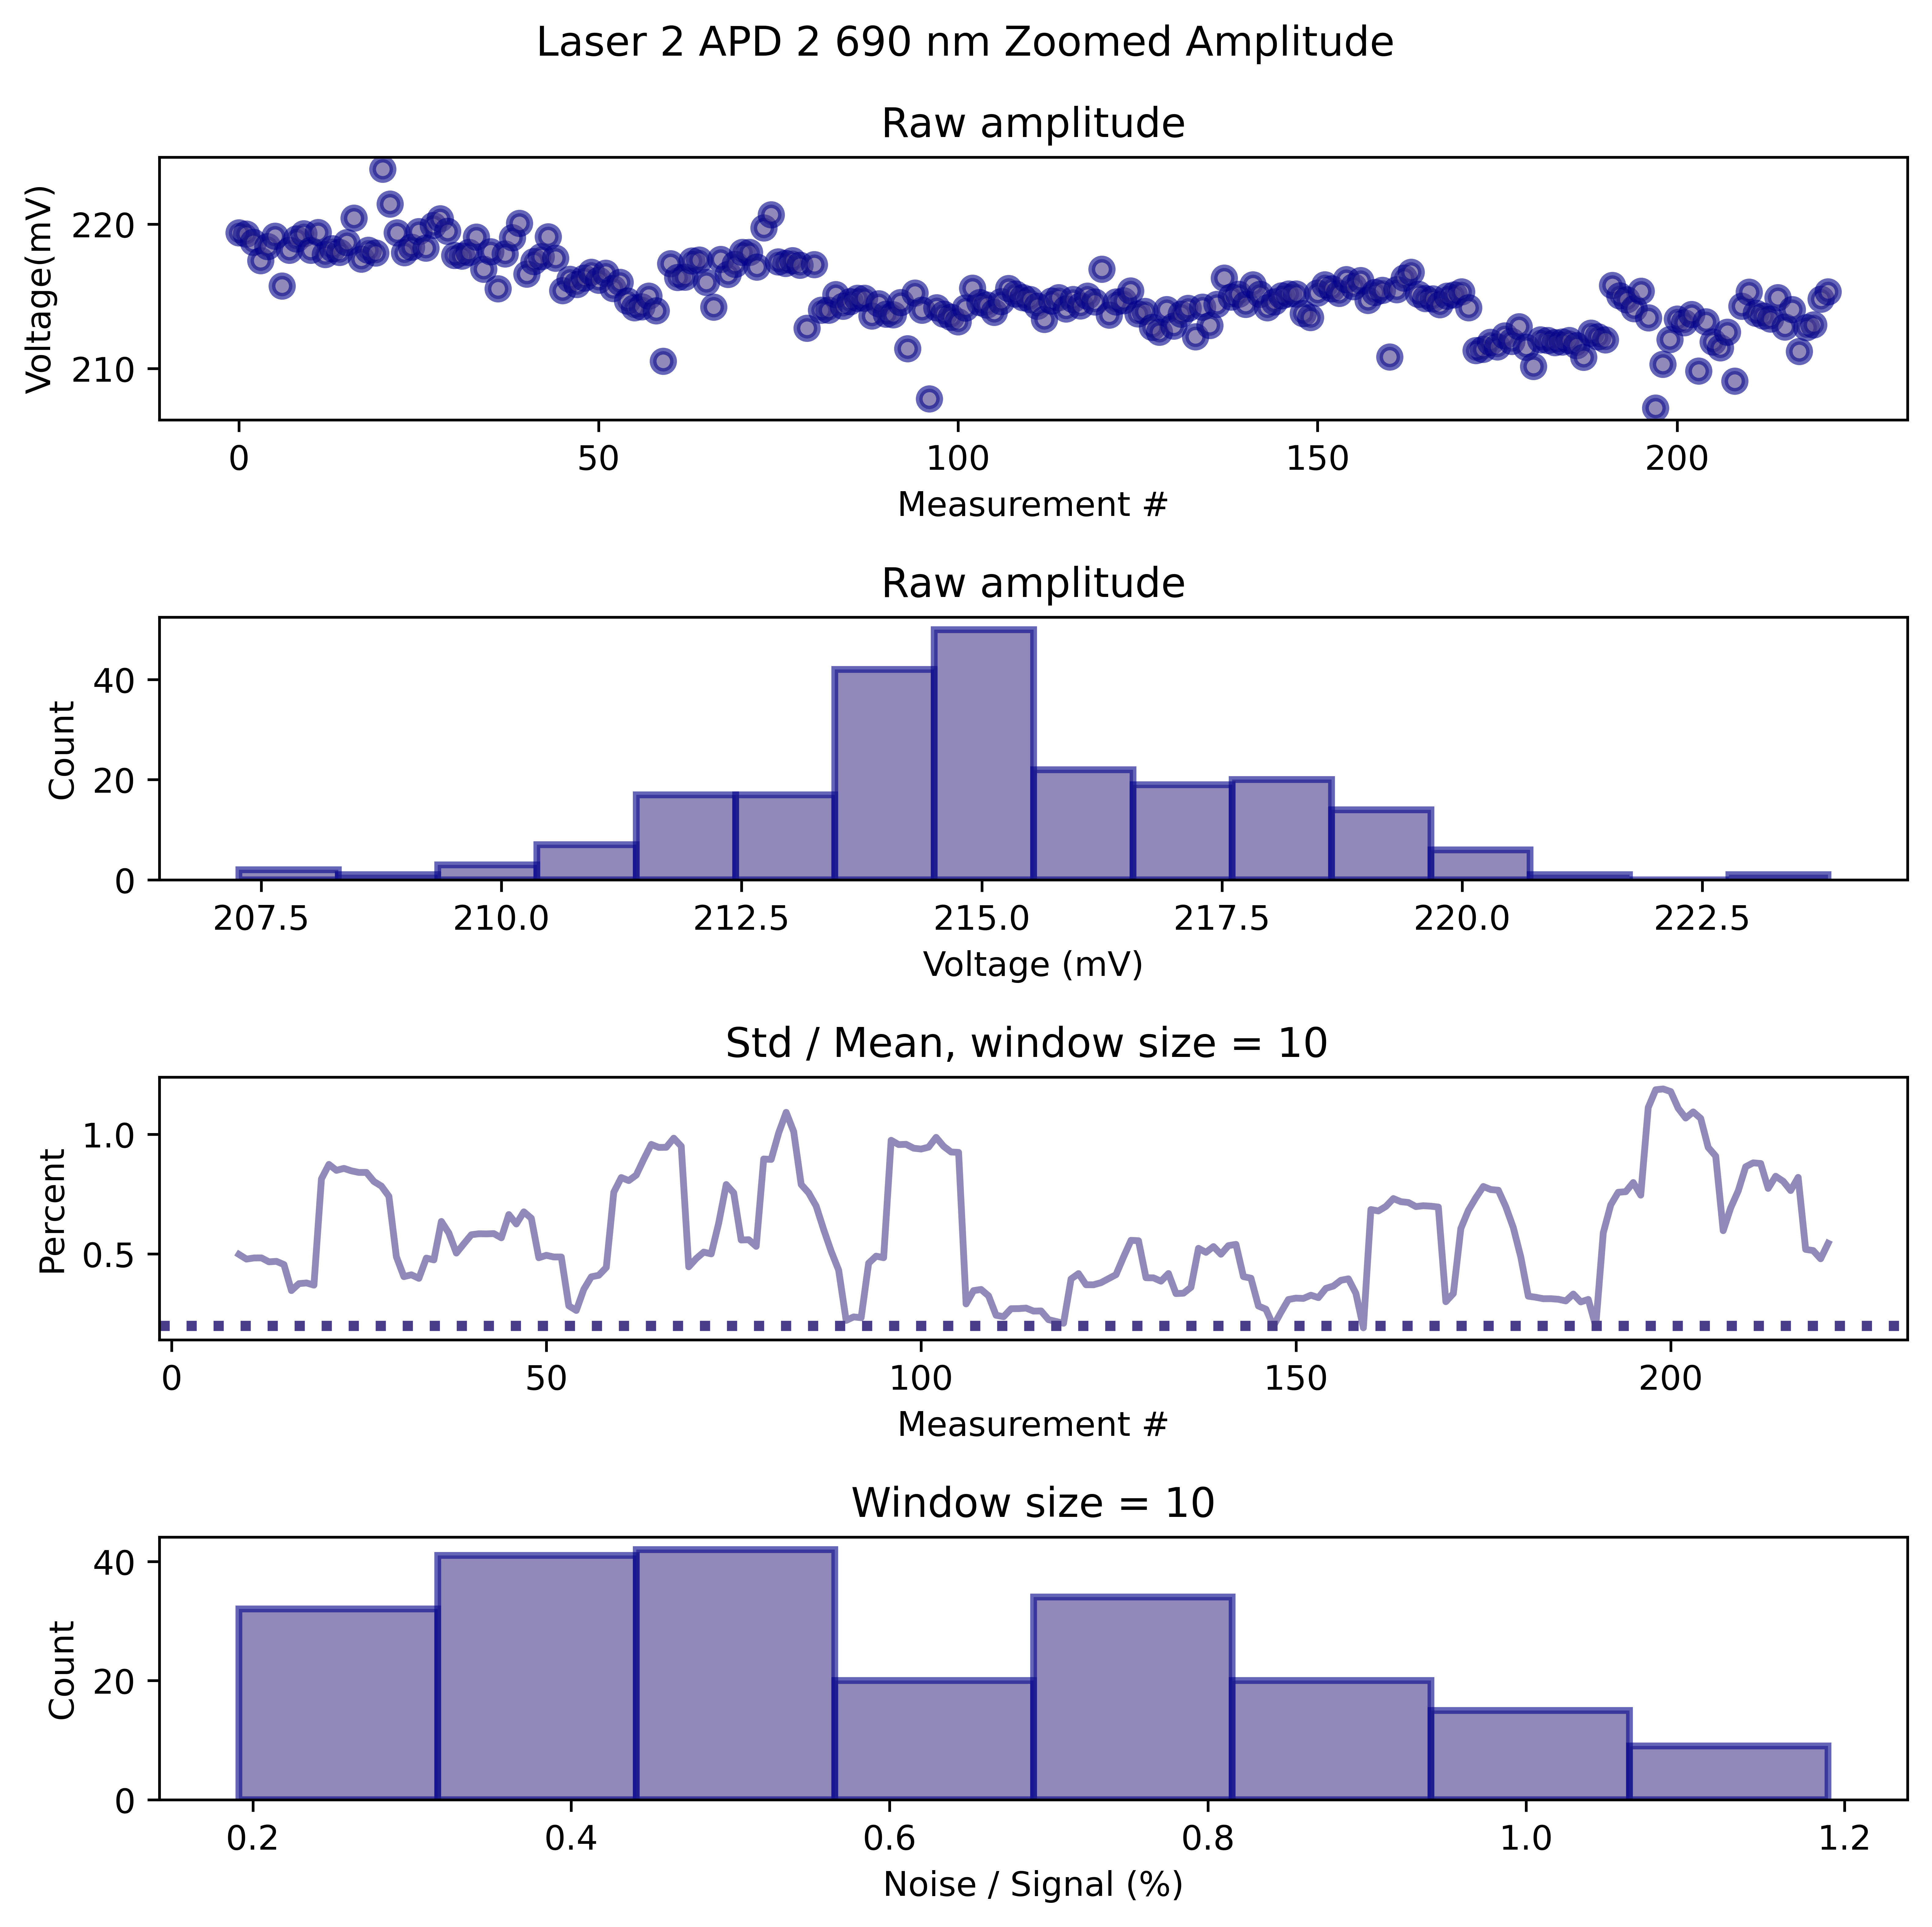 Laser 2 APD 2 690 nm Zoomed Amplitude
Raw amplitude
Voltage(mV)
220
210
0 50 100 150 200
Measurement #
Raw amplitude
Count
40
20
0
207.5 210.0 212.5 215.0 217.5 220.0 222.5
Voltage (mV)
Std / Mean, window size = 10
Percent
1.0
0.5
0 50 100 150 200
Measurement #
Window size = 10
Count
40
20
0
0.2 0.4 0.6 0.8 1.0 1.2
Noise / Signal (%)